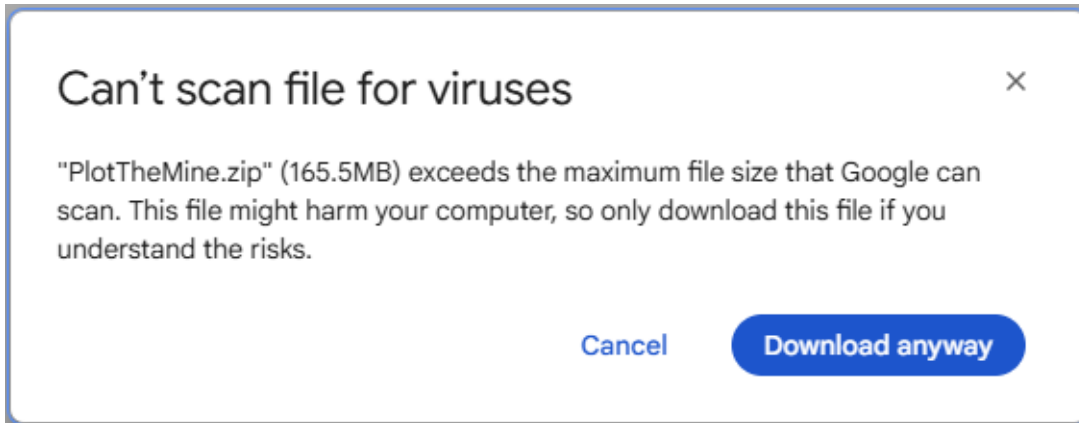 Can't scan file for viruses
"PlotTheMine.zip" (165.5MB) exceeds the maximum file size that Google can
scan. This file might harm your computer, so only download this file if you
understand the risks.
Cancel
Download anyway